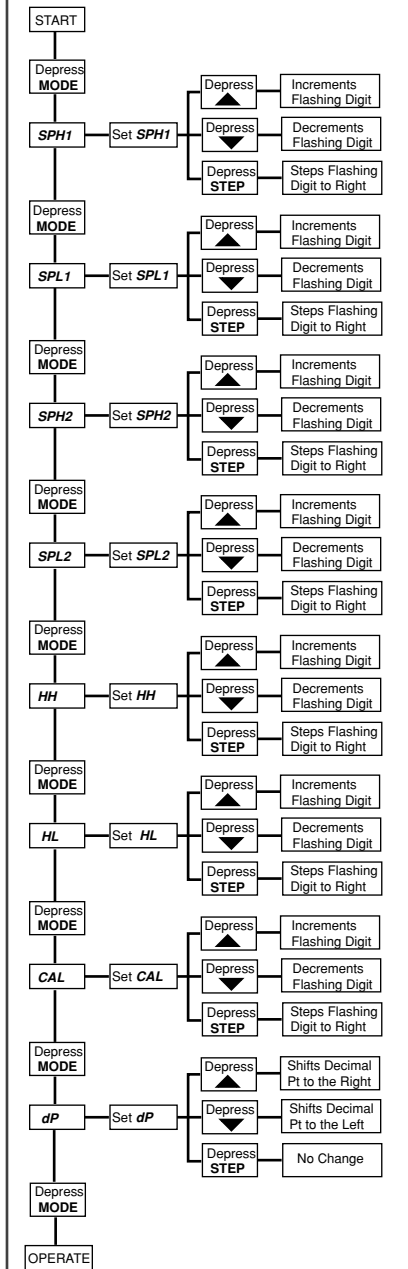 START
Depress
MODE
SPH1
Set SPH1
Depress
Increments
Flashing Digit
Depress
Decrements
Flashing Digit
Depress
STEP
Steps Flashing
Digit to Right
Depress
MODE
SPL1
Set SPL1
Depress
Increments
Flashing Digit
Depress
Decrements
Flashing Digit
Depress
STEP
Steps Flashing
Digit to Right
Depress
MODE
SPH2
Set SPH2
Depress
Increments
Flashing Digit
Depress
Decrements
Flashing Digit
Depress
STEP
Steps Flashing
Digit to Right
Depress
MODE
SPL2
Set SPL2
Depress
Increments
Flashing Digit
Depress
Decrements
Flashing Digit
Depress
STEP
Steps Flashing
Digit to Right
Depress
MODE
HH
Set HH
Depress
Increments
Flashing Digit
Depress
Decrements
Flashing Digit
Depress
STEP
Steps Flashing
Digit to Right
Depress
MODE
HL
Set HL
Depress
Increments
Flashing Digit
Depress
Decrements
Flashing Digit
Depress
STEP
Steps Flashing
Digit to Right
Depress
MODE
CAL
Set CAL
Depress
Increments
Flashing Digit
Depress
Decrements
Flashing Digit
Depress
STEP
Steps Flashing
Digit to Right
Depress
MODE
dP
Set dP
Depress
Shifts Decimal
Pt to the Right
Depress
Shifts Decimal
Pt to the Left
Depress
STEP
No Change
Depress
MODE
OPERATE